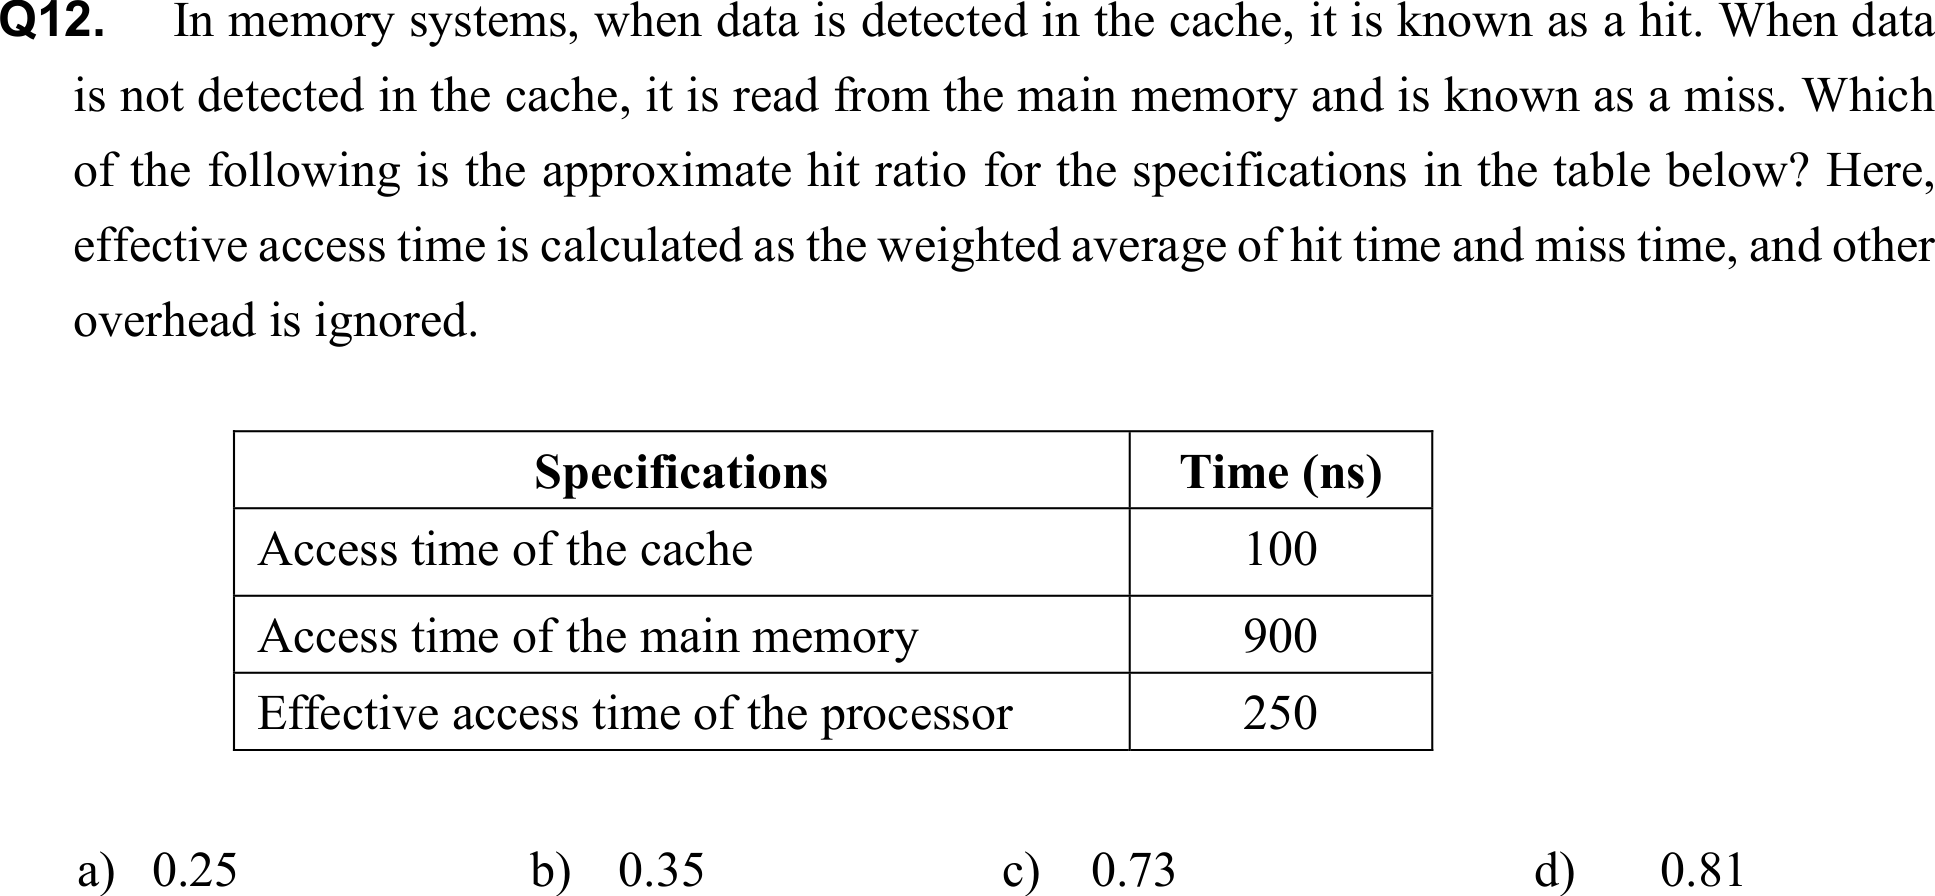 Q12. In memory systems, when data is detected in the cache, it is known as a hit. When data
is not detected in the cache, it is read from the main memory and is known as a miss. Which
of the following is the approximate hit ratio for the specifications in the table below? Here,
effective access time is calculated as the weighted average of hit time and miss time, and other
overhead is ignored.
Specifications Time (ns)
Access time of the cache 100
Access time of the main memory 900
Effective access time of the processor 250
a) 0.25 b) 0.35 c) 0.73 d) 0.81